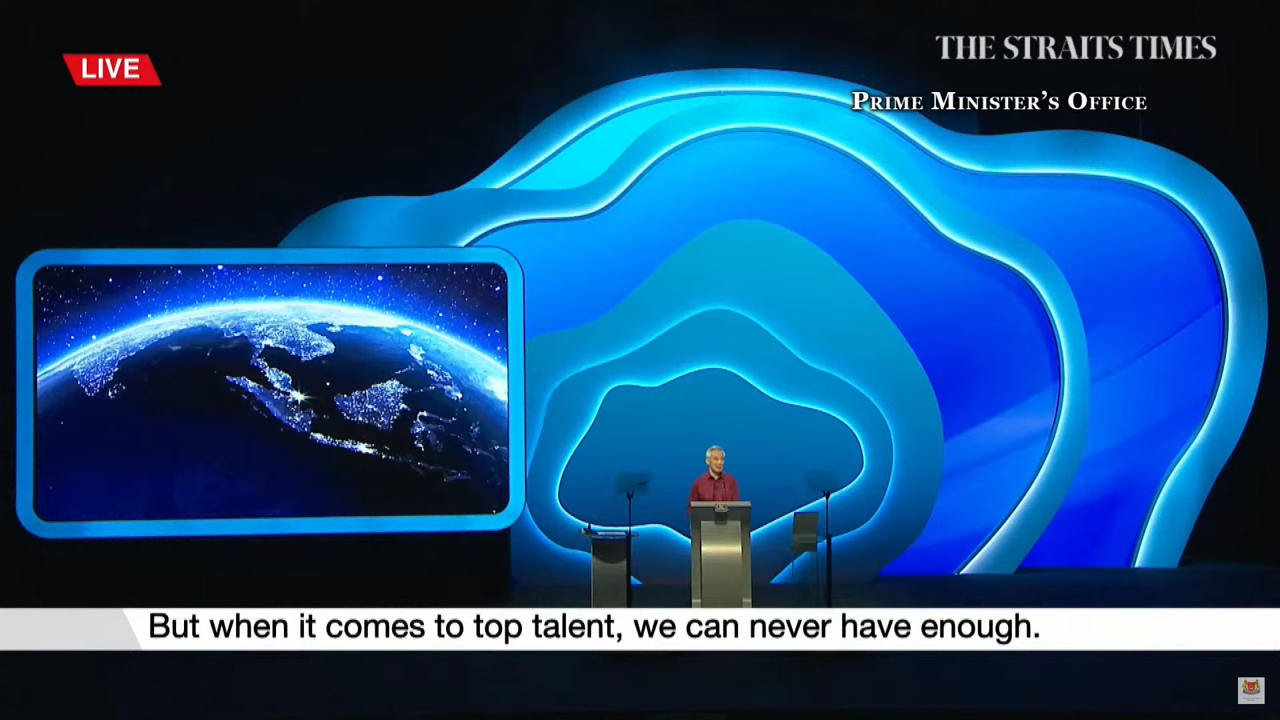 LIVE
THE STRAITS TIMES
PRIME MINISTER'S OFFICE
But when it comes to top talent, we can never have enough.